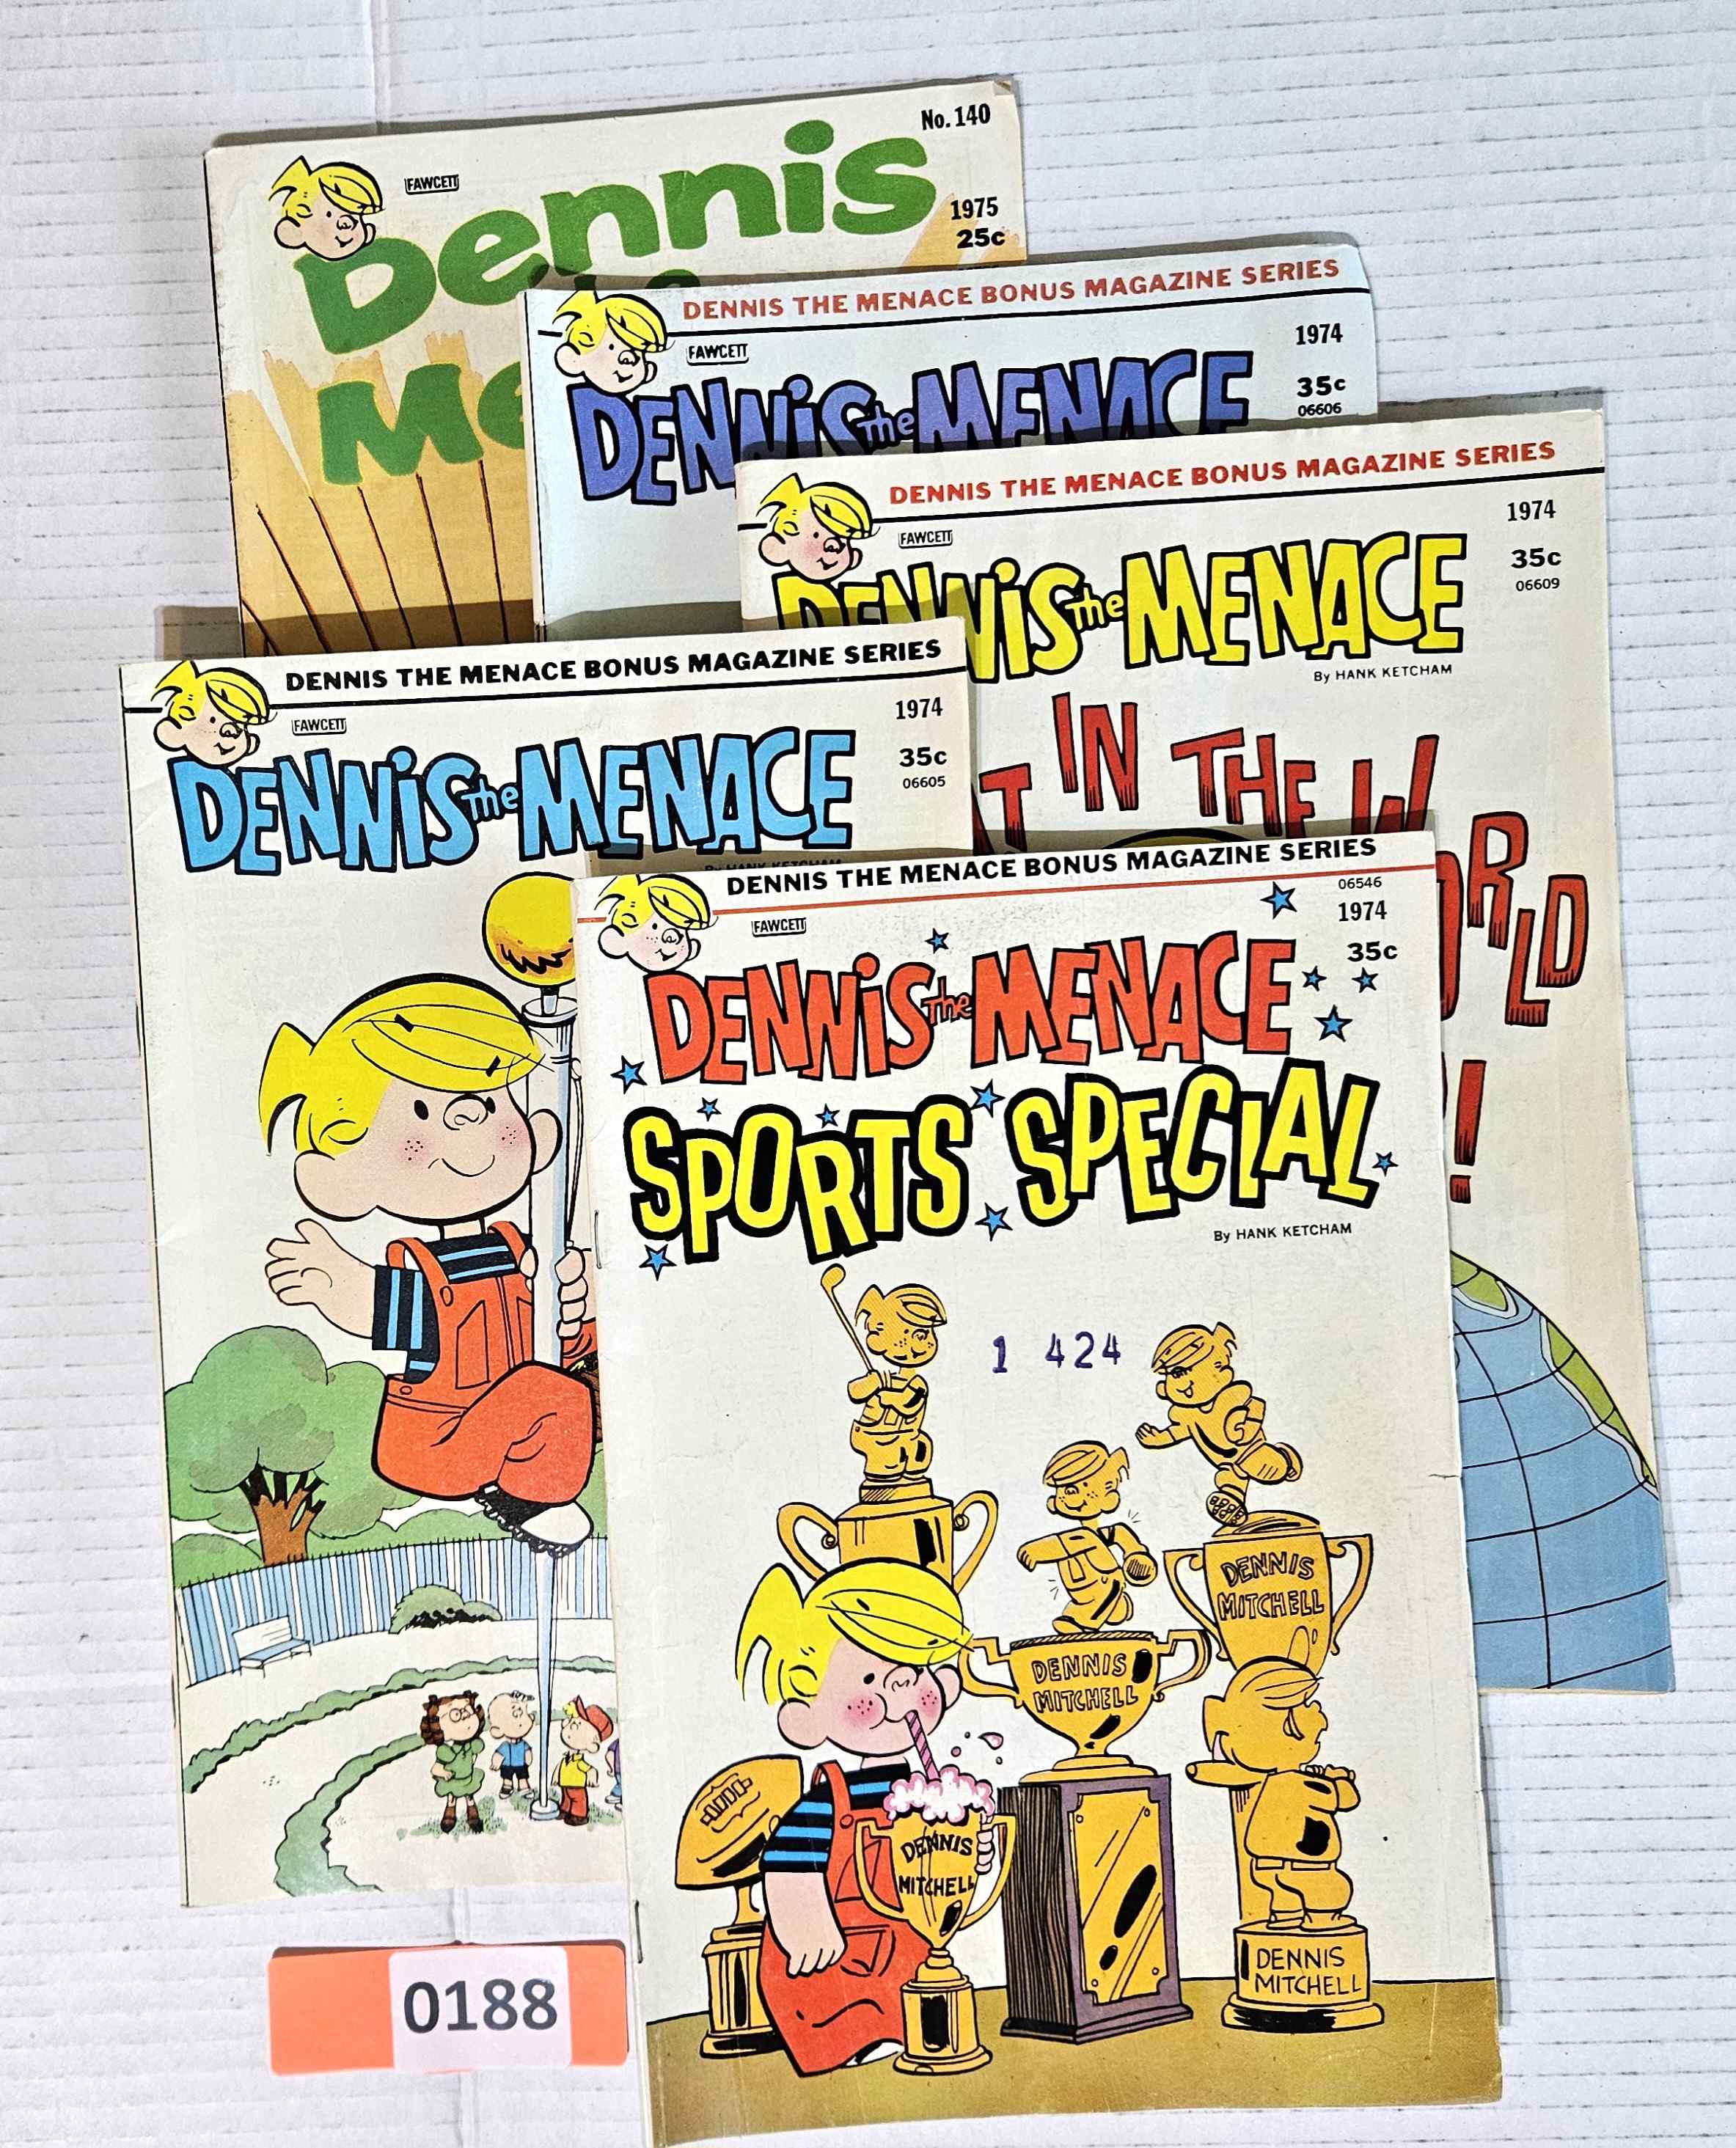 No. 140
FAWCETT
Dennis
1975
25c
DENNIS THE MENACE BONUS MAGAZINE SERIES
FAWCETT
1974
DENNIS the MENACE
35c
06606
DENNIS THE MENACE BONUS MAGAZINE SERIES
FAWCETT
1974
DENNIS the MENACE
35c
06609
By HANK KETCHAM
IN THE WORLD
!
DENNIS THE MENACE BONUS MAGAZINE SERIES
FAWCETT
1974
DENNIS the MENACE
35c
06605
By HANK KETCHAM
DENNIS THE MENACE BONUS MAGAZINE SERIES
06546
FAWCETT
1974
DENNIS the MENACE
35c
SPORTS SPECIAL
By HANK KETCHAM
1 424
DENNIS
MITCHELL
DENNIS
MITCHELL
DENNIS
MITCHELL
DENNIS
MITCHELL
0188